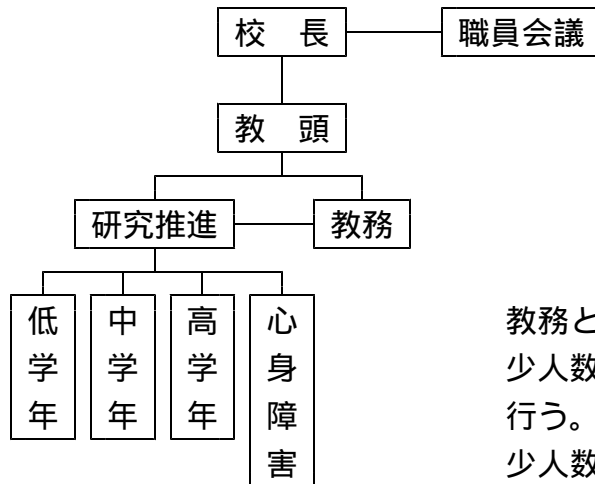 校　長
職員会議
教　頭
研究推進
教務
低学年
中学年
高学年
心身障害
教務と
少人数
行う。
少人数